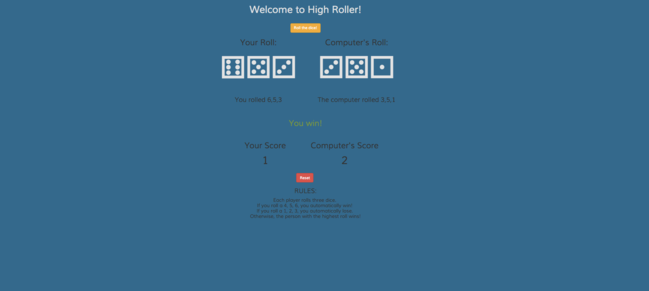 Welcome to High Roller!
Roll the dice
Your Roll:
Computer's Roll:
You rolled 6,5,3
The computer rolled 3,5,1
You win!
Your Score
Computer's Score
1
2
Reset
RULES:
Each player rolls three dice.
If you roll a 4, 5, 6, you automatically win!
If you roll a 1, 2, 3, you automatically lose.
Otherwise, the person with the highest roll wins!